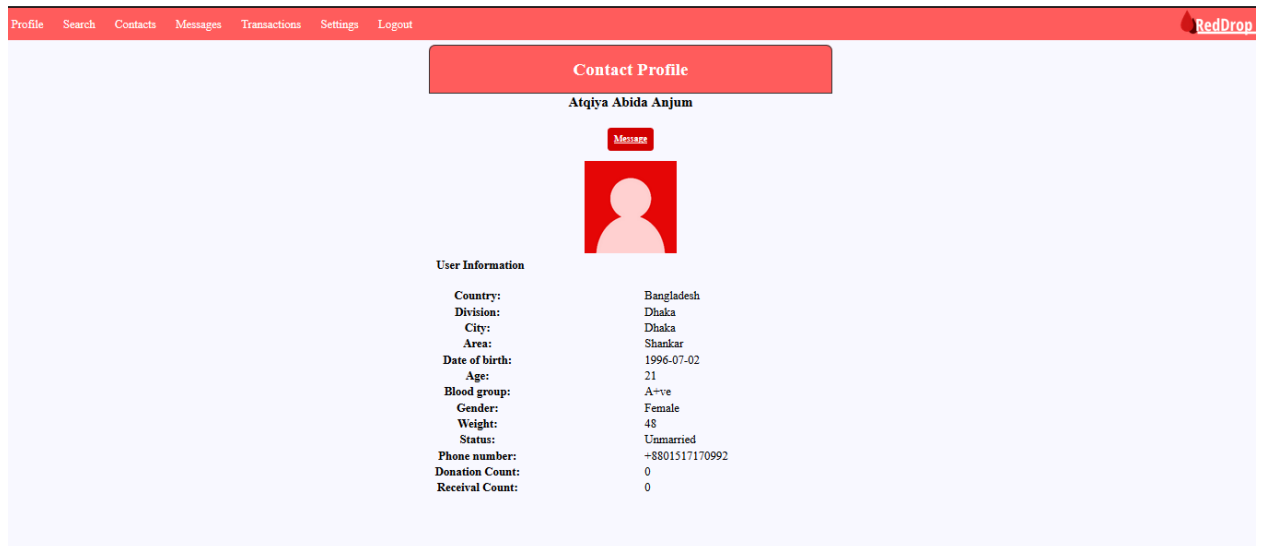 Profile Search Contacts Messages Transactions Settings Logout RedDrop
Contact Profile
Atqiya Abida Anjum
Message
User Information
Country: Bangladesh
Division: Dhaka
City: Dhaka
Area: Shankar
Date of birth: 1996-07-02
Age: 21
Blood group: A+ve
Gender: Female
Weight: 48
Status: Unmarried
Phone number: +8801517170992
Donation Count: 0
Receival Count: 0